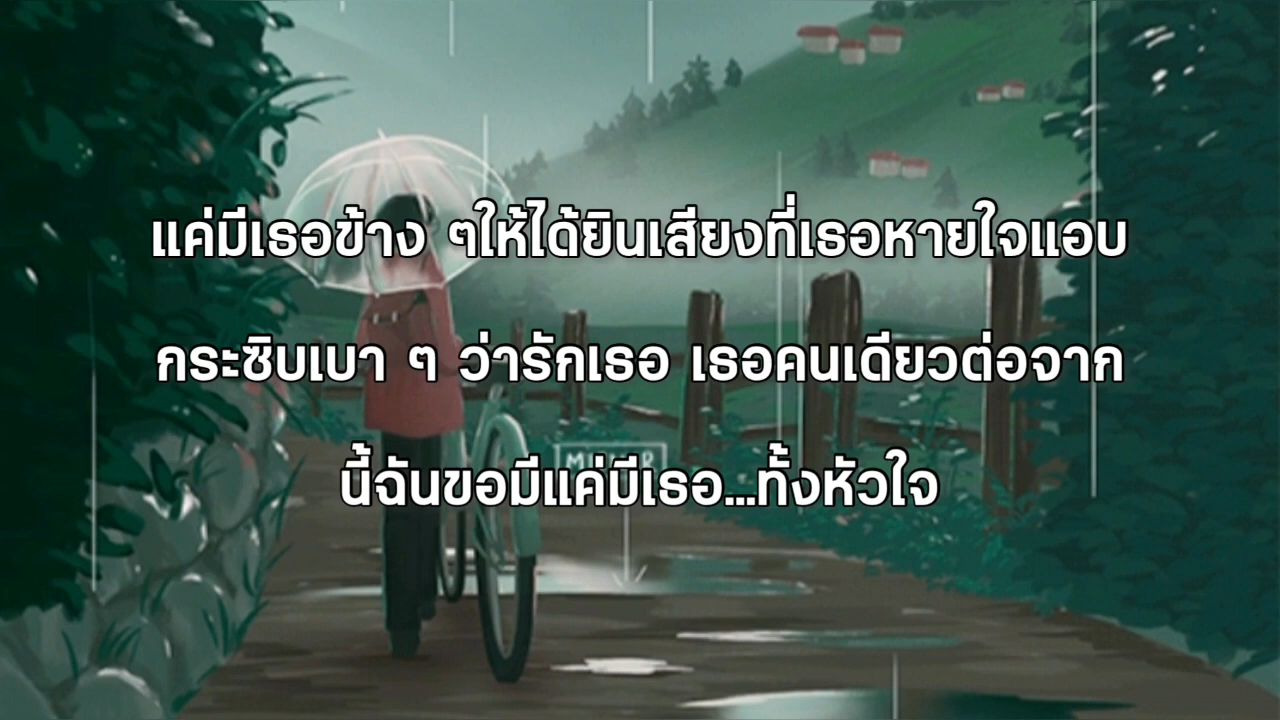 แค่มีเธอข้าง ๆให้ได้ยินเสียงที่เธอหายใจแอบ
กระซิบเบา ๆ ว่ารักเธอ เธอคนเดียวต่อจาก
นี้ฉันขอมีแค่มีเธอ...ทั้งหัวใจ